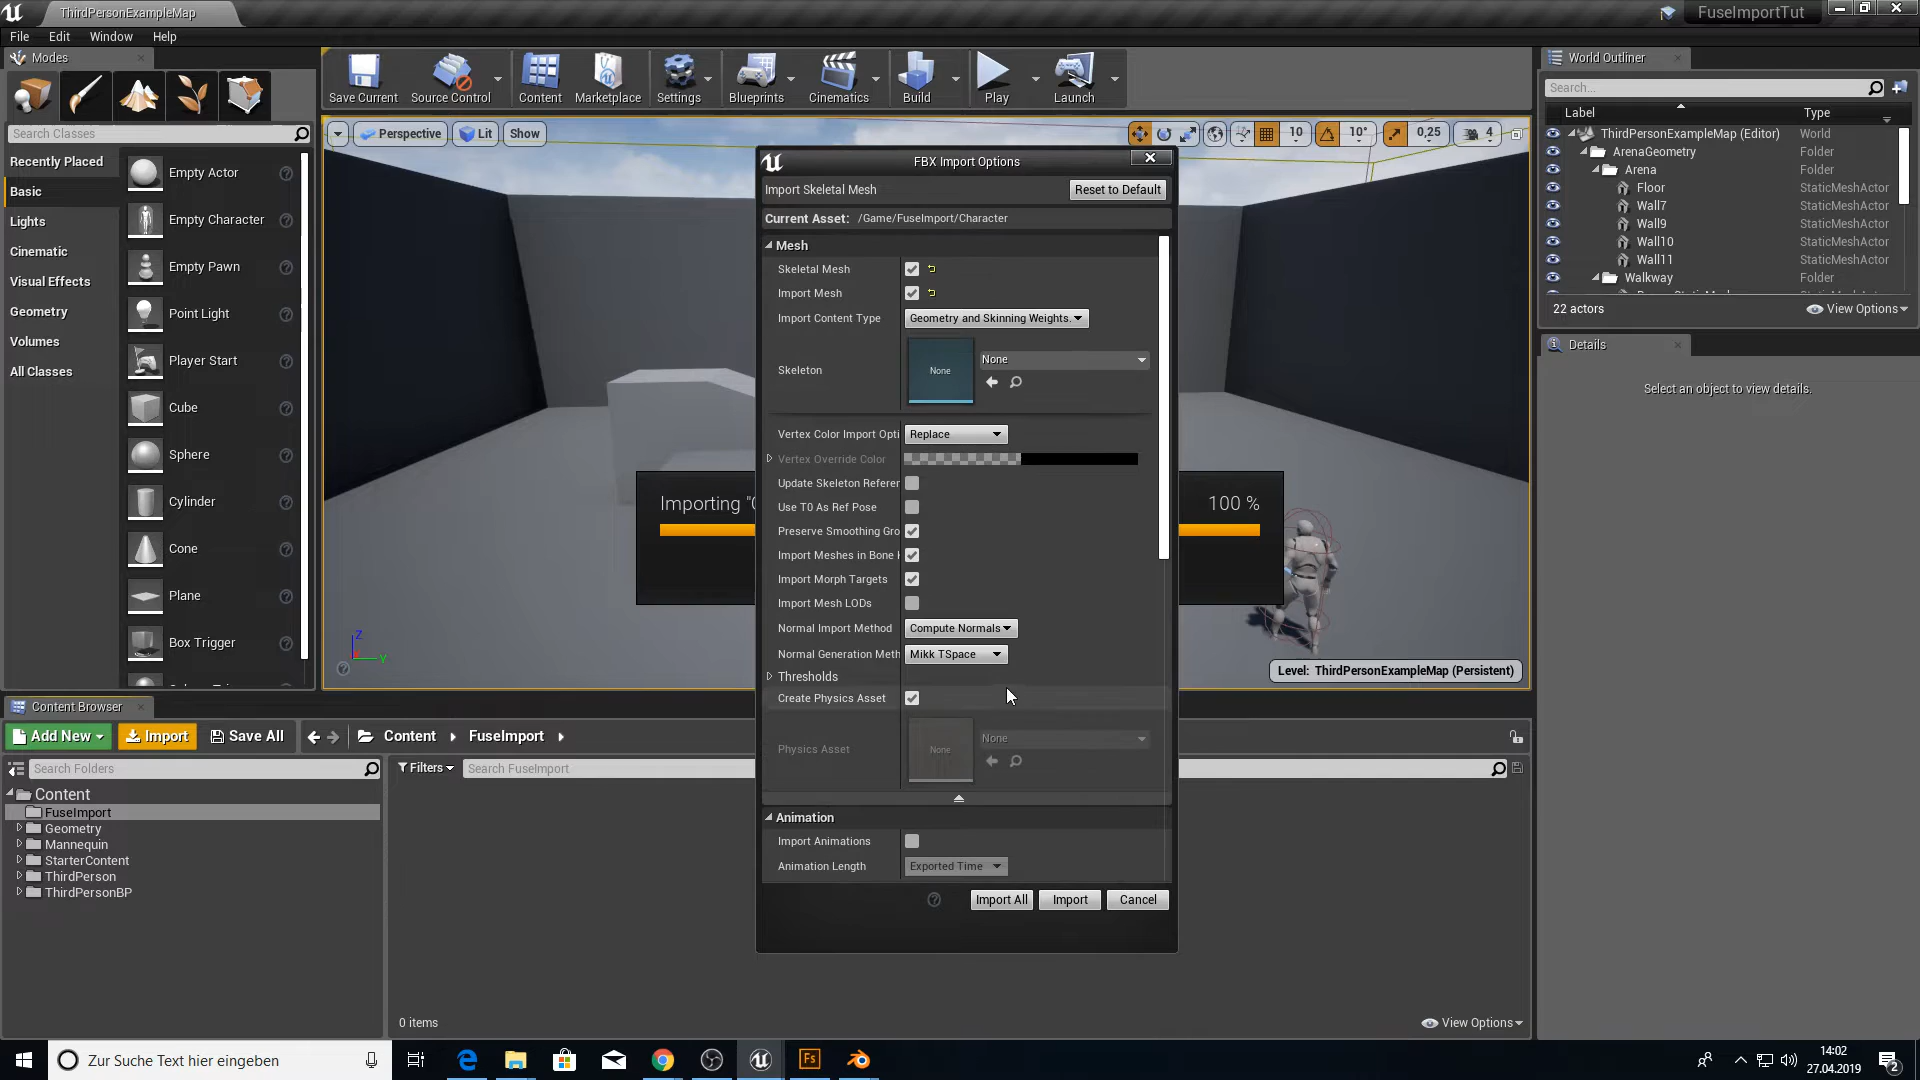 ThirdPersonExampleMap
FuseImportTut
File Edit Window Help
Modes
Search Classes
Recently Placed
Basic
Lights
Cinematic
Visual Effects
Geometry
Volumes
All Classes
Empty Actor
Empty Character
Empty Pawn
Point Light
Player Start
Cube
Sphere
Cylinder
Cone
Plane
Box Trigger
Save Current Source Control Content Marketplace Settings Blueprints Cinematics Build Play Launch
Perspective Lit Show
10 10° 0,25 4
Importing "
100 %
Z
Y
Level: ThirdPersonExampleMap (Persistent)
FBX Import Options
Import Skeletal Mesh Reset to Default
Current Asset: /Game/FuseImport/Character
Mesh
Skeletal Mesh
Import Mesh
Import Content Type Geometry and Skinning Weights.
Skeleton None None
Vertex Color Import Opti Replace
Vertex Override Color
Update Skeleton Referen
Use T0 As Ref Pose
Preserve Smoothing Gro
Import Meshes in Bone
Import Morph Targets
Import Mesh LODs
Normal Import Method Compute Normals
Normal Generation Meth Mikk TSpace
Thresholds
Create Physics Asset
Physics Asset None None
Animation
Import Animations
Animation Length Exported Time
? Import All Import Cancel
World Outliner
Search...
Label Type
ThirdPersonExampleMap (Editor) World
ArenaGeometry Folder
Arena Folder
Floor StaticMeshActor
Wall7 StaticMeshActor
Wall9 StaticMeshActor
Wall10 StaticMeshActor
Wall11 StaticMeshActor
Walkway Folder
22 actors View Options
Details
Select an object to view details.
Content Browser
Add New Import Save All Content FuseImport
Search Folders
Filters Search FuseImport
Content
FuseImport
Geometry
Mannequin
StarterContent
ThirdPerson
ThirdPersonBP
0 items View Options
Zur Suche Text hier eingeben
Fs
14:02
27.04.2019
2